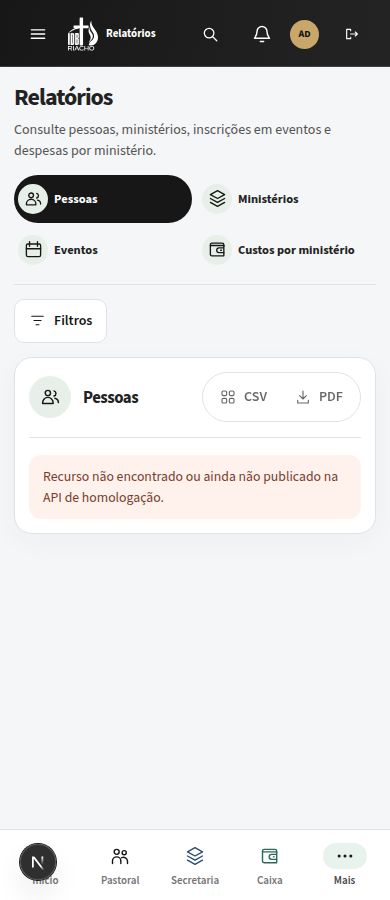 IDB
RIACHO
Relatórios
AD
Relatórios
Consulte pessoas, ministérios, inscrições em eventos e
despesas por ministério.
Pessoas
Ministérios
Eventos
Custos por ministério
Filtros
Pessoas
CSV
PDF
Recurso não encontrado ou ainda não publicado na
API de homologação.
N
Início
Pastoral
Secretaria
Caixa
Mais